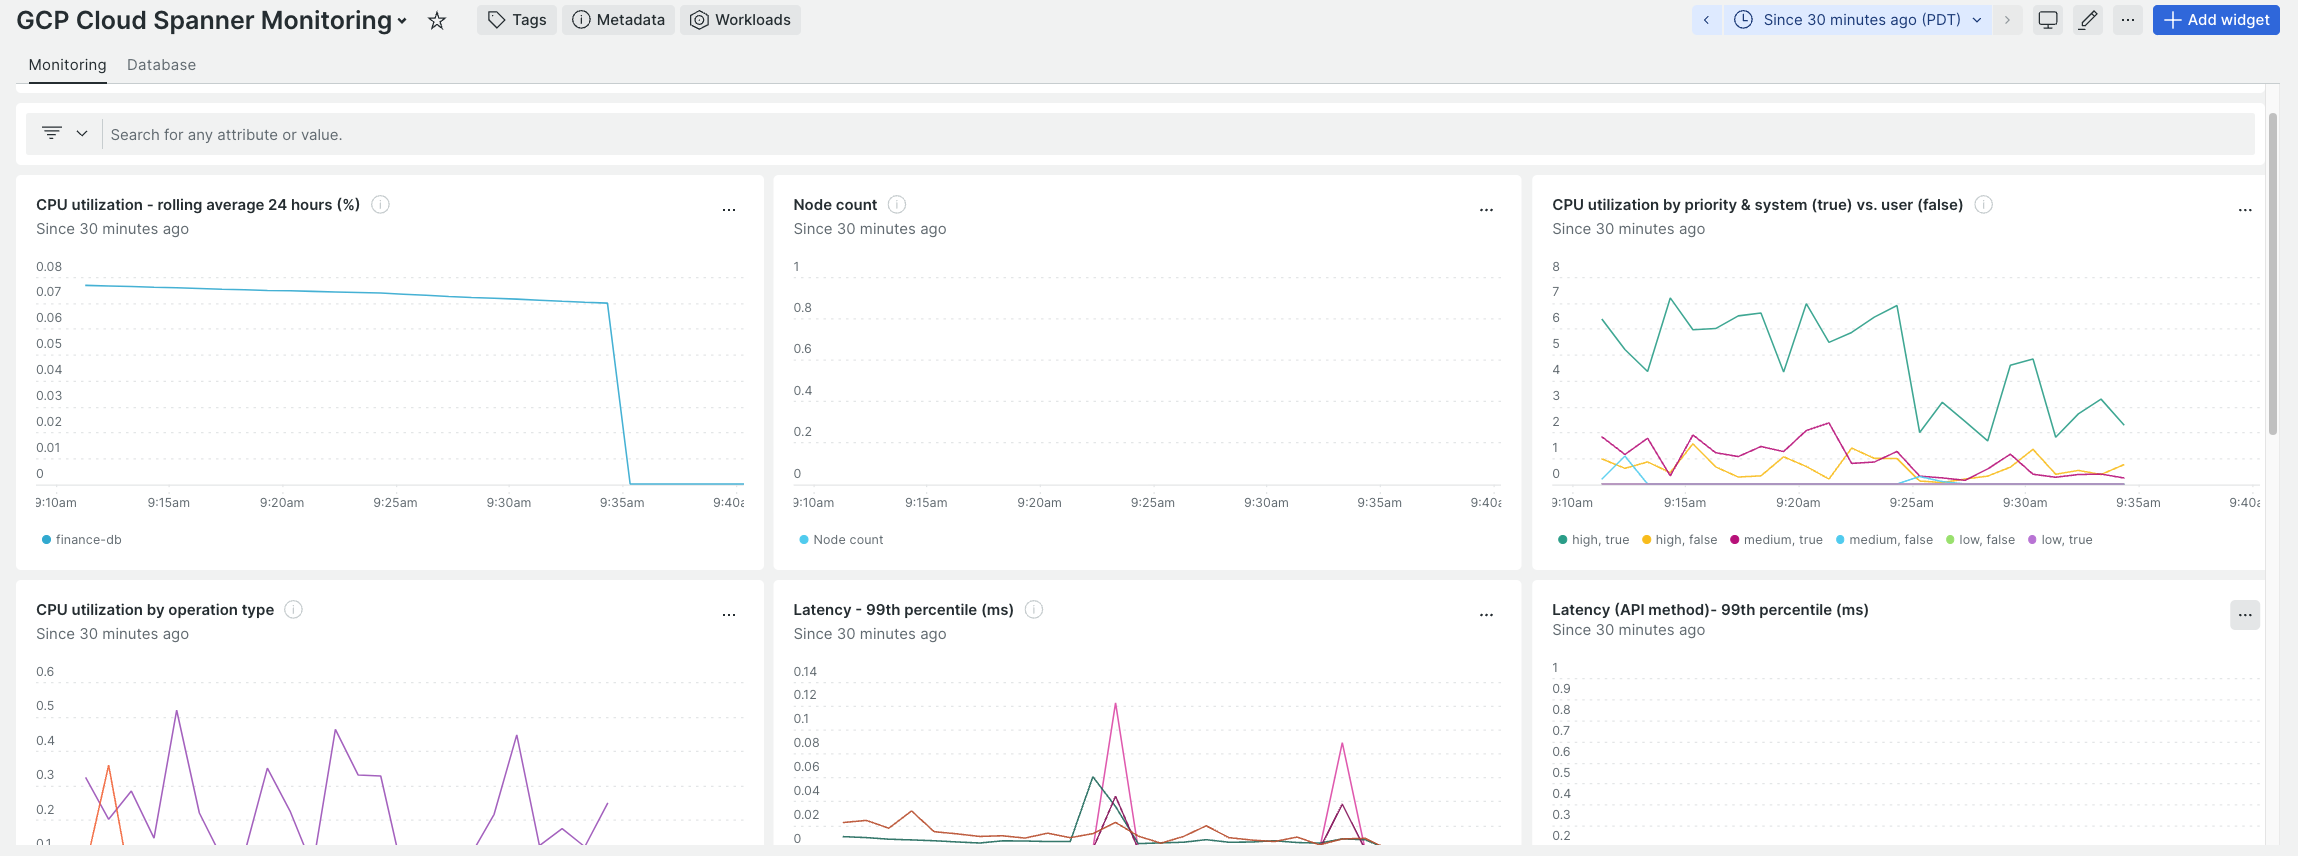 GCP Cloud Spanner Monitoring
Tags
Metadata
Workloads
Since 30 minutes ago (PDT)
Add widget
Monitoring
Database
Search for any attribute or value.
CPU utilization - rolling average 24 hours (%)
Since 30 minutes ago
0.08
0.07
0.06
0.05
0.04
0.03
0.02
0.01
0
9:10am 9:15am 9:20am 9:25am 9:30am 9:35am 9:40a
finance-db
Node count
Since 30 minutes ago
1
0.8
0.6
0.4
0.2
0
9:10am 9:15am 9:20am 9:25am 9:30am 9:35am 9:40a
Node count
CPU utilization by priority & system (true) vs. user (false)
Since 30 minutes ago
8
7
6
5
4
3
2
1
0
9:10am 9:15am 9:20am 9:25am 9:30am 9:35am 9:40a
high, true high, false medium, true medium, false low, false low, true
CPU utilization by operation type
Since 30 minutes ago
0.6
0.5
0.4
0.3
0.2
0.1
Latency - 99th percentile (ms)
Since 30 minutes ago
0.14
0.12
0.1
0.08
0.06
0.04
0.02
0
Latency (API method)- 99th percentile (ms)
Since 30 minutes ago
1
0.9
0.8
0.7
0.6
0.5
0.4
0.3
0.2